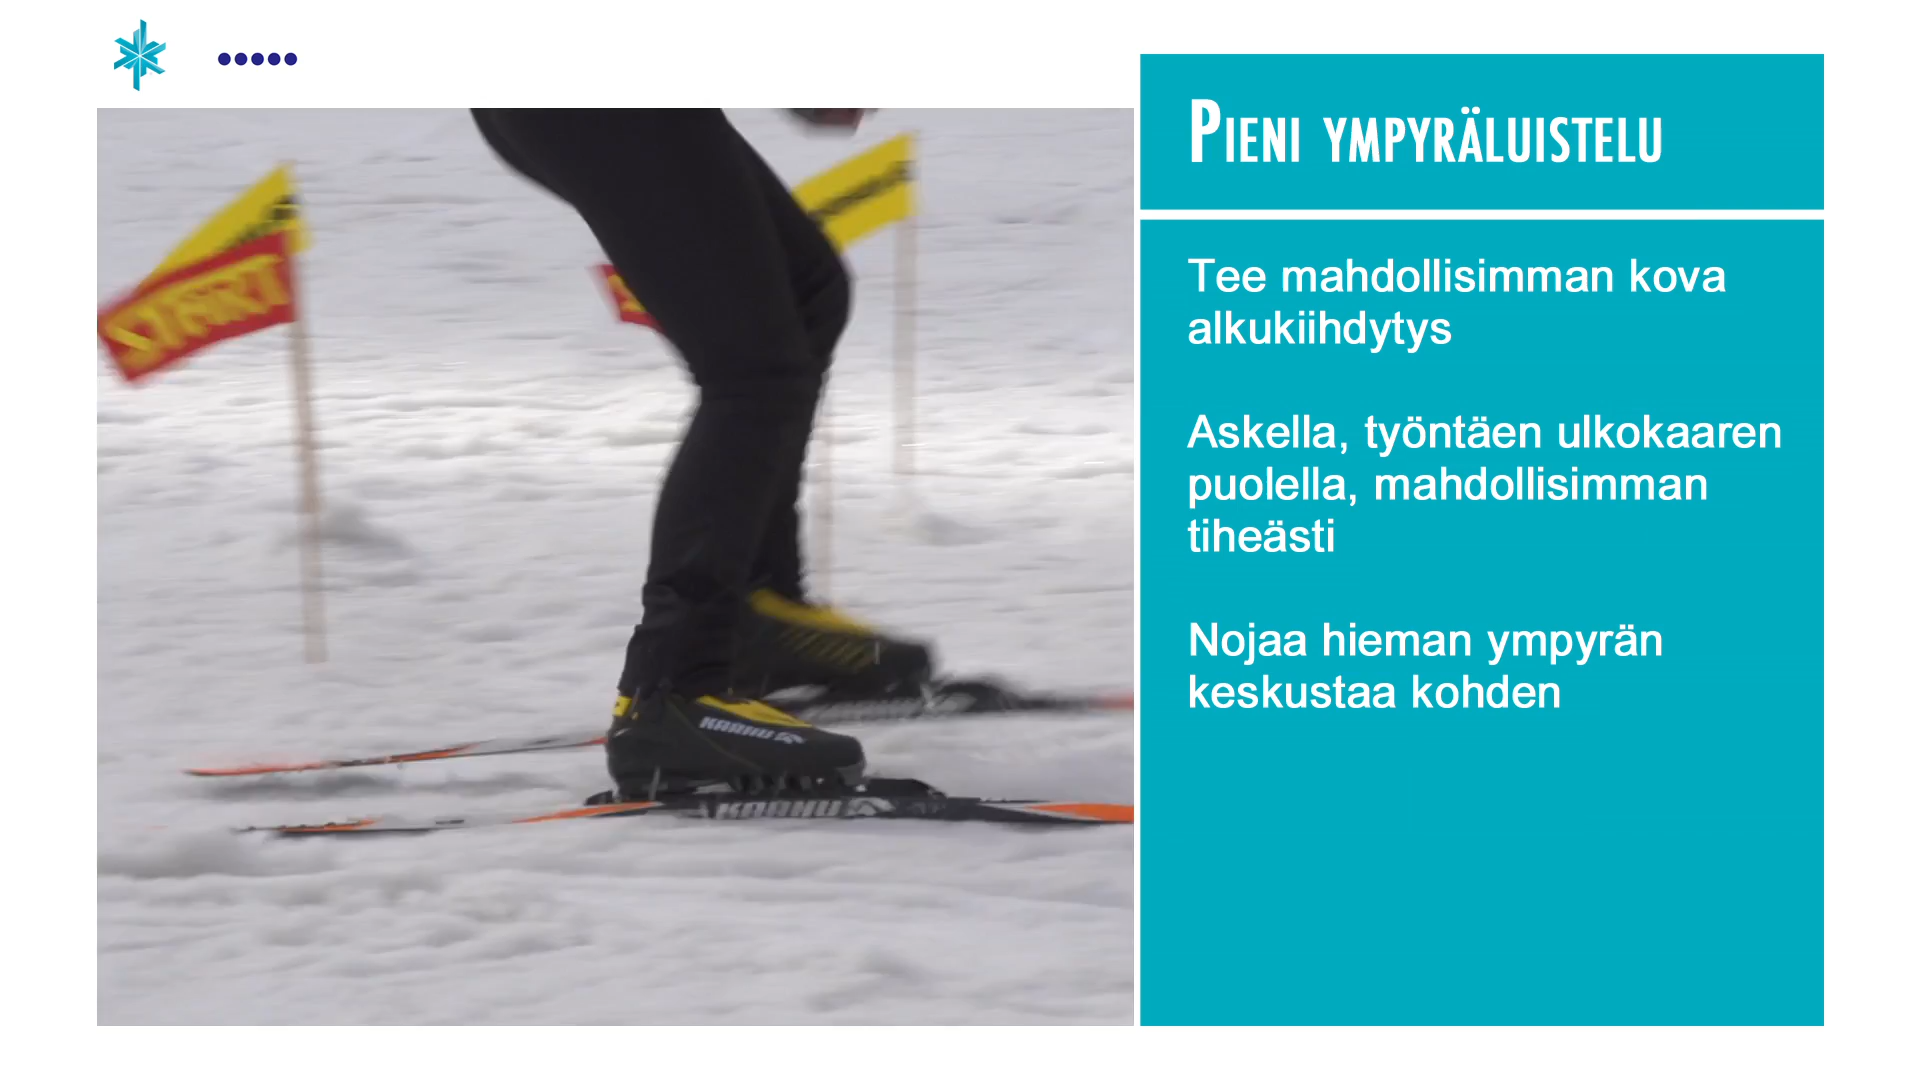 PIENI YMPYRÄLUISTELU
Tee mahdollisimman kova
alkukiihdytys
Askella, työntäen ulkokaaren
puolella, mahdollisimman
tiheästi
Nojaa hieman ympyrän
keskustaa kohden
START
KARHU
KARHU